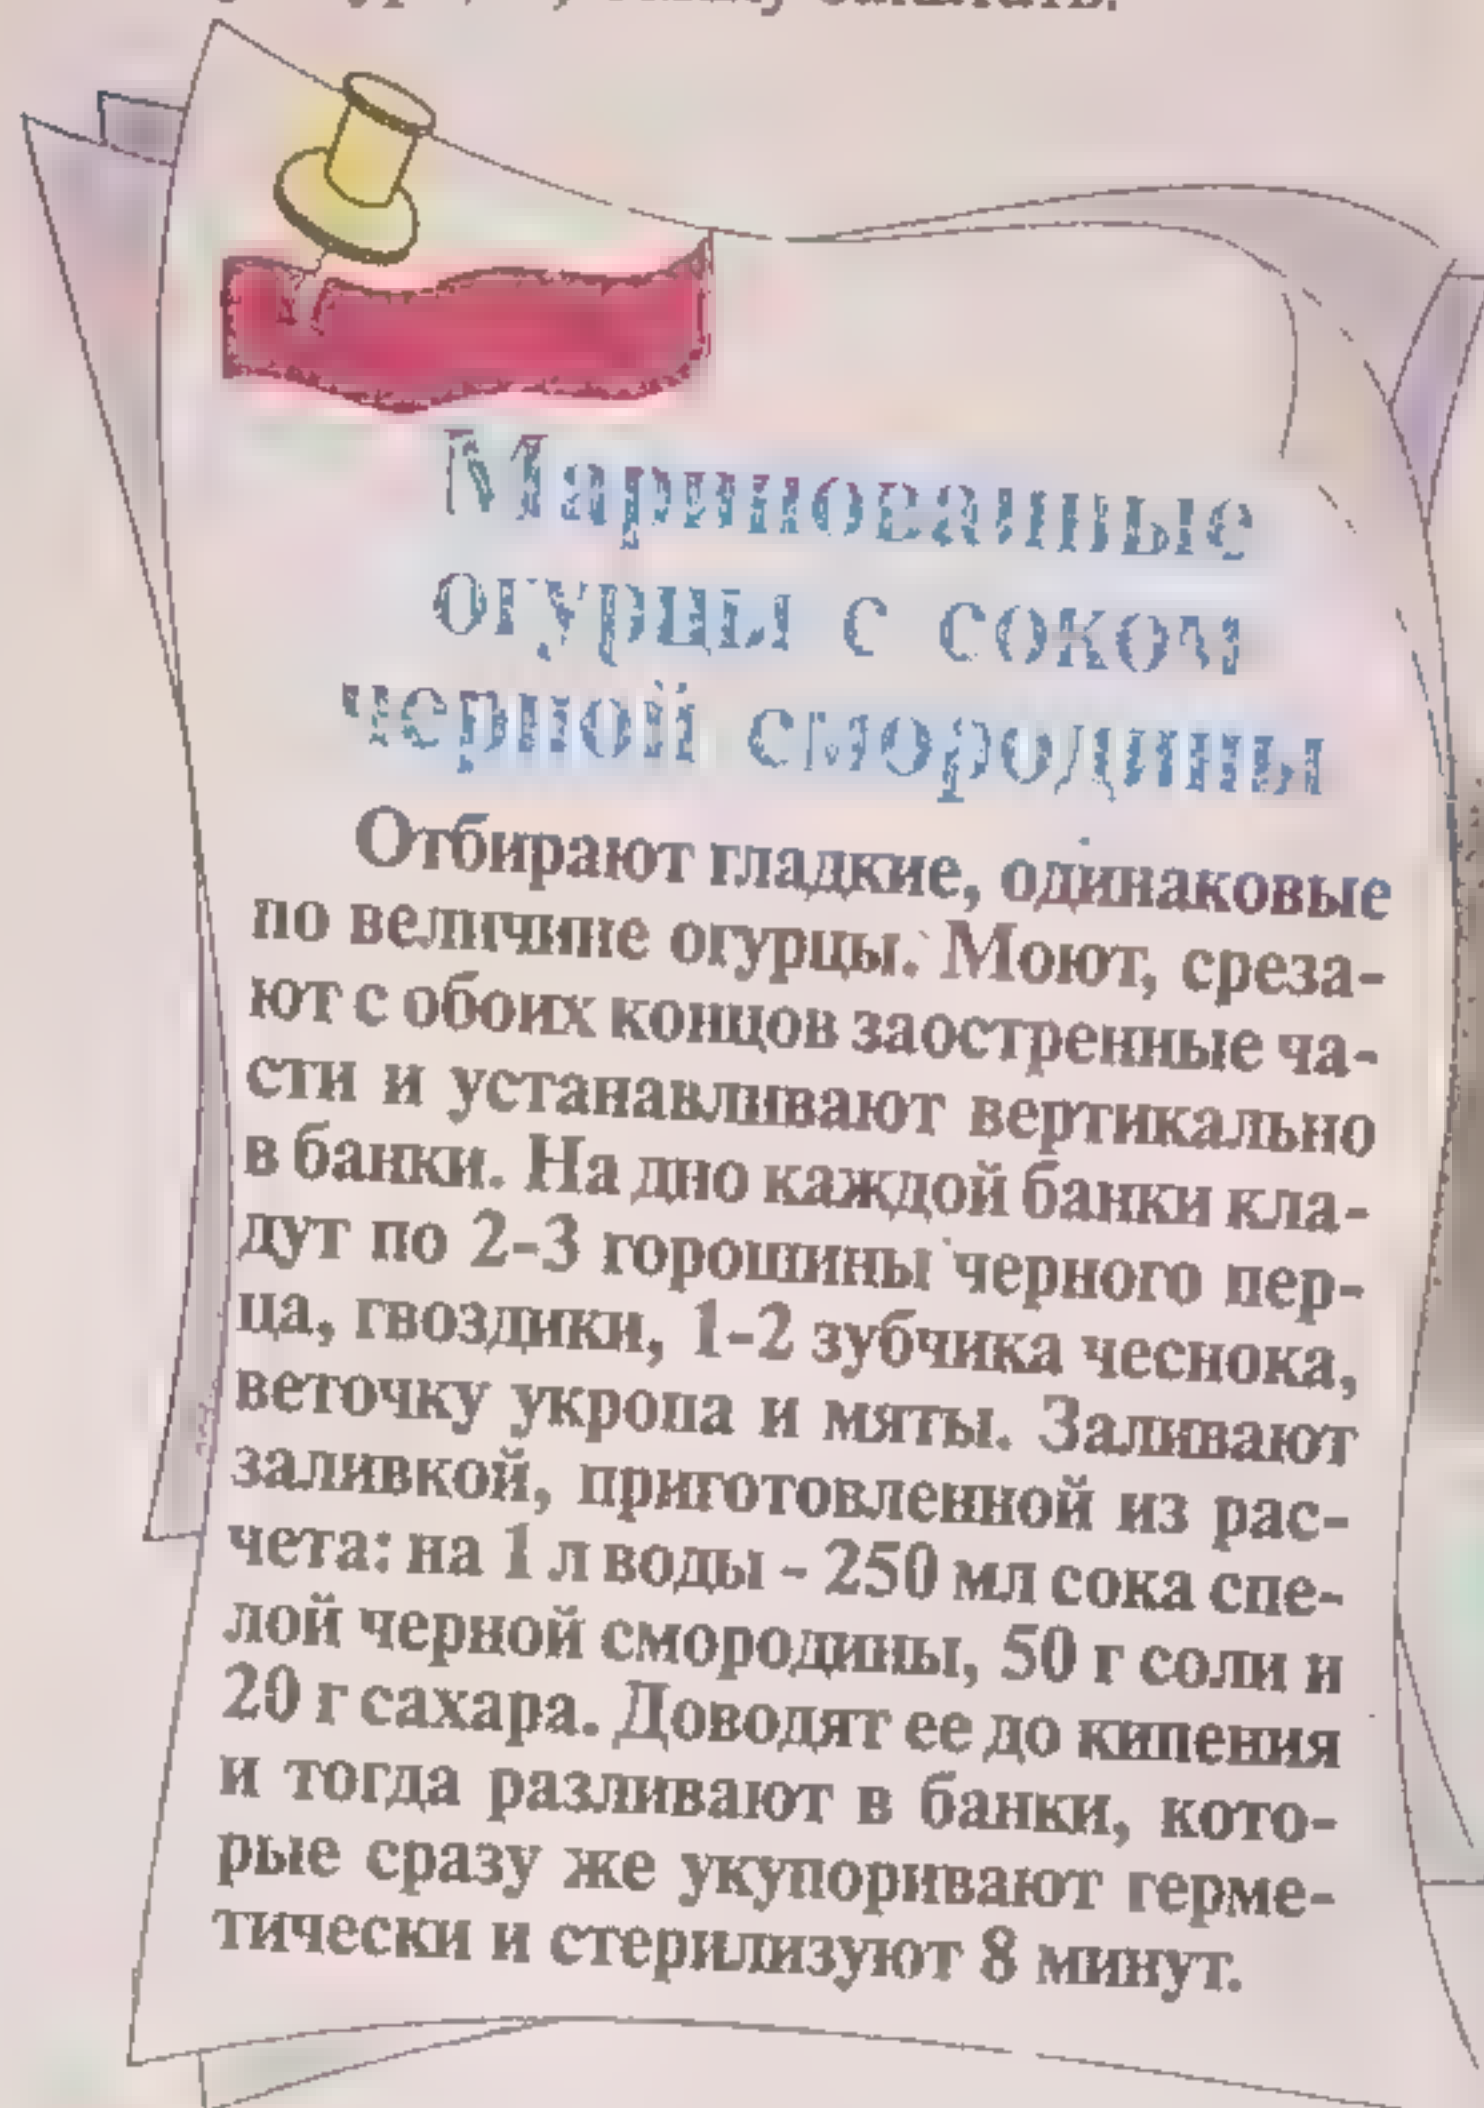 Маринованные
огурцы с соком
черной смородины
Отбирают гладкие, одинаковые
по величине огурцы. Моют, среза-
ют с обоих концов заостренные ча-
сти и устанавливают вертикально
в банки. На дно каждой банки кла-
дут по 2-3 горошины черного пер-
ца, гвоздики, 1-2 зубчика чеснока,
веточку укропа и мяты. Заливают
заливкой, приготовленной из рас-
чета: на 1 л воды - 250 мл сока спе-
лой черной смородины, 50 г соли и
20 г сахара. Доводят ее до кипения
и тогда разливают в банки, кото-
рые сразу же укупоривают герме-
тически и стерилизуют 8 минут.